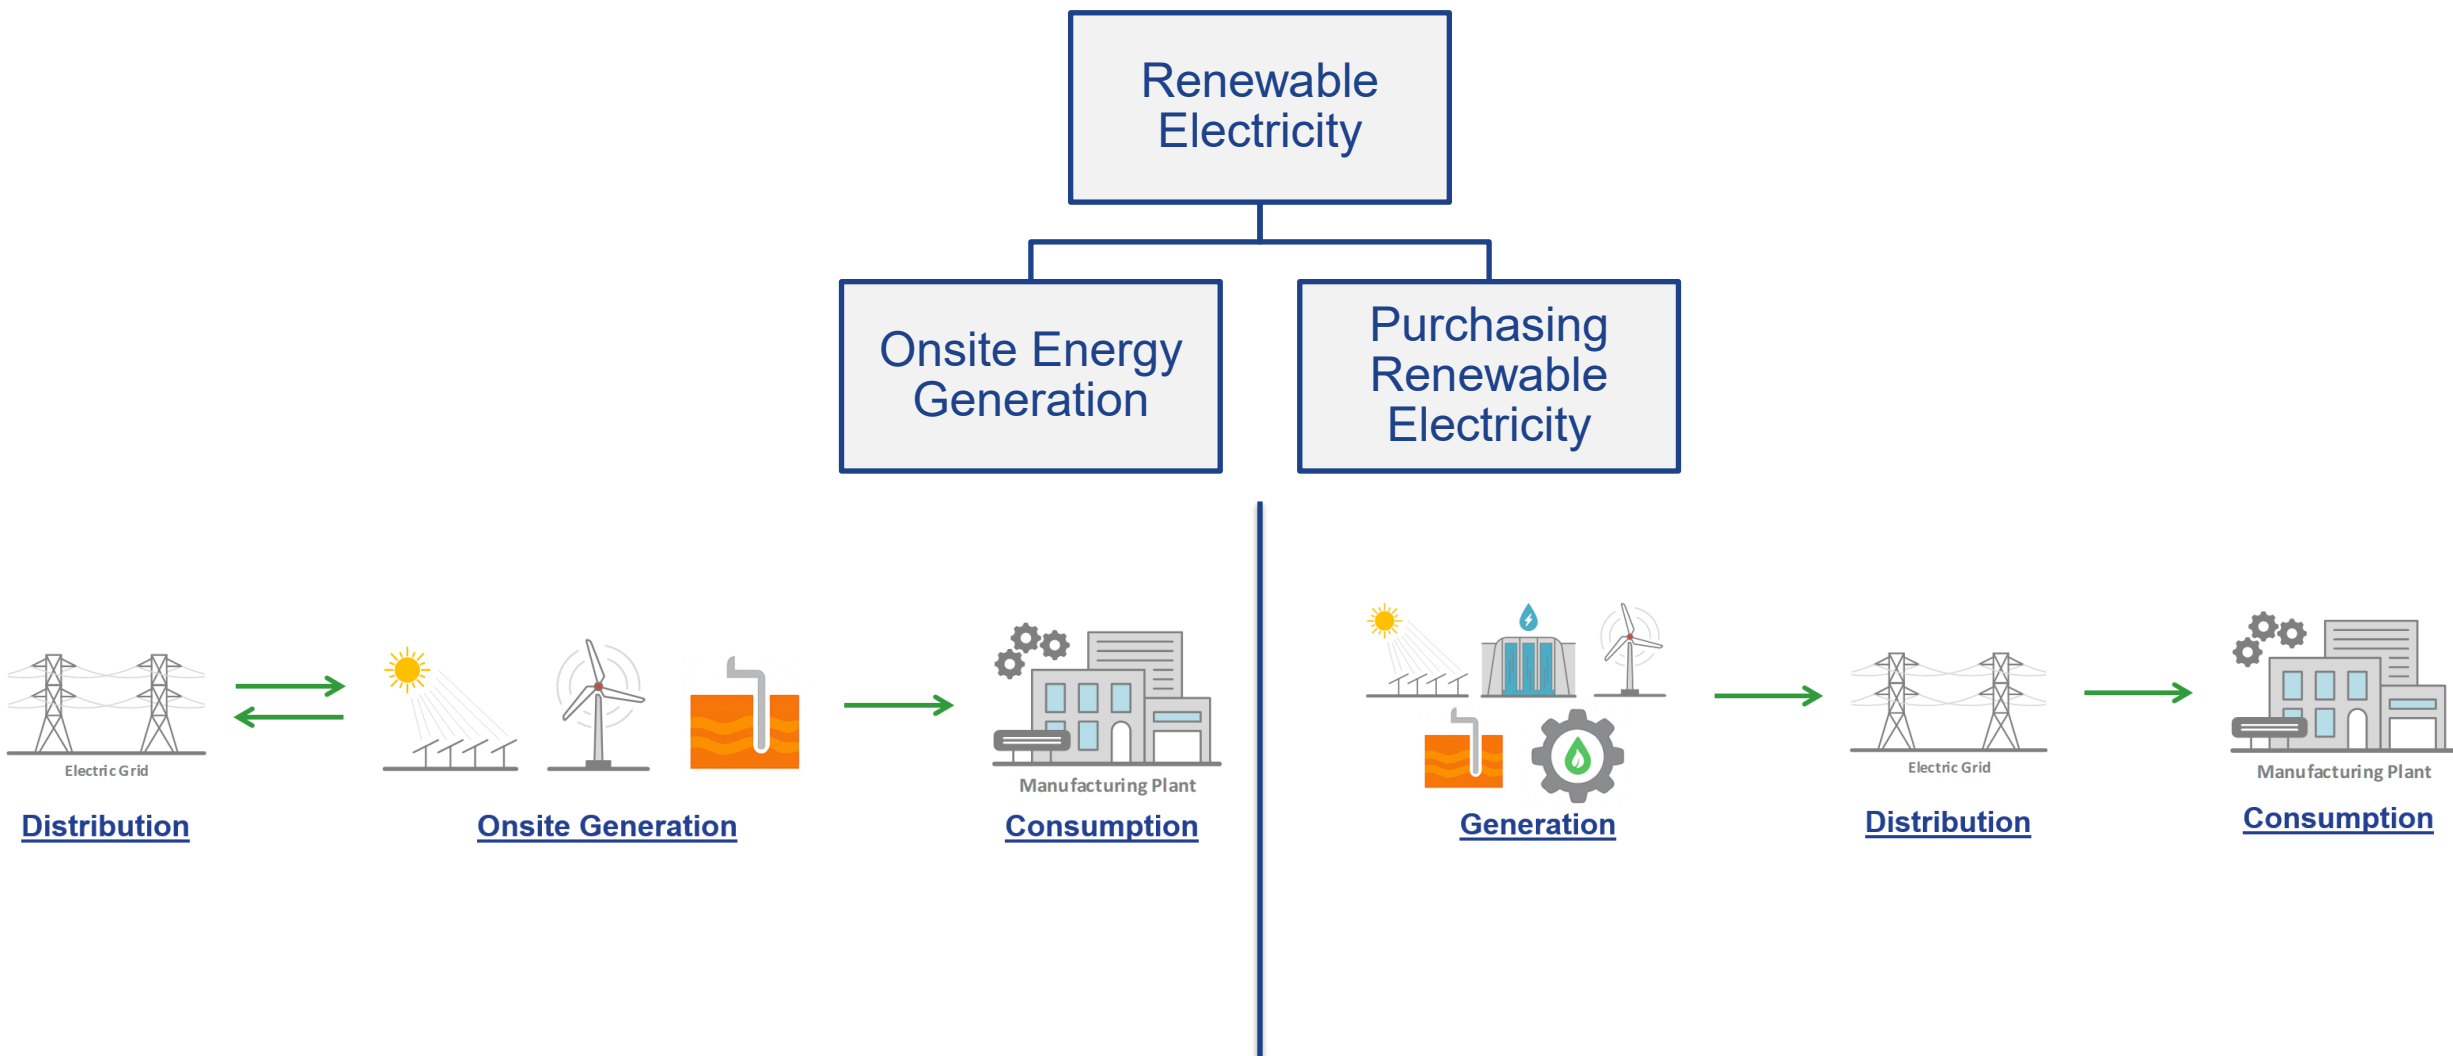 Renewable
Electricity
Onsite Energy
Generation
Purchasing
Renewable
Electricity
Electric Grid
Distribution
Onsite Generation
Manufacturing Plant
Consumption
Generation
Electric Grid
Distribution
Manufacturing Plant
Consumption